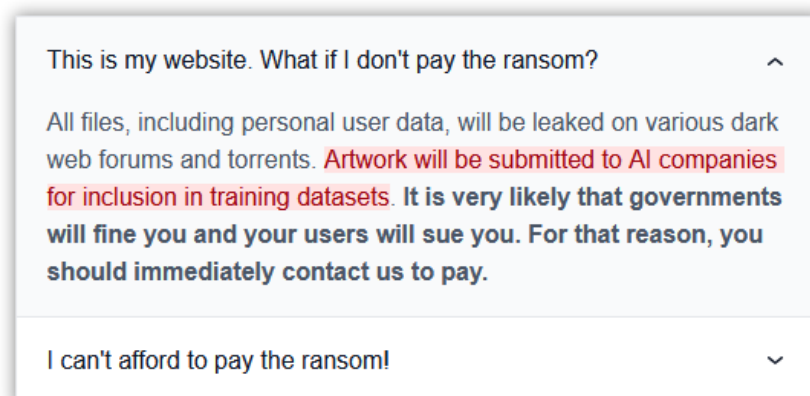 This is my website. What if I don't pay the ransom?
All files, including personal user data, will be leaked on various dark
web forums and torrents. Artwork will be submitted to AI companies
for inclusion in training datasets. It is very likely that governments
will fine you and your users will sue you. For that reason, you
should immediately contact us to pay.
I can't afford to pay the ransom!